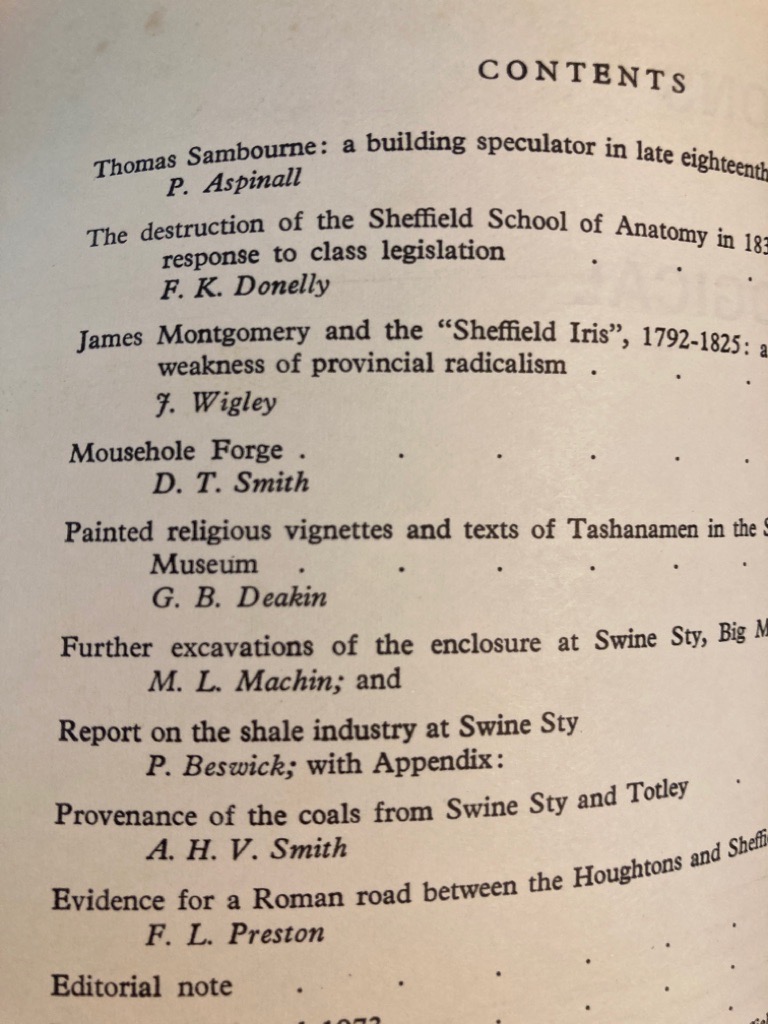 CONTENTS
Thomas Sambourne: a building speculator in late eighteenth
P. Aspinall
The destruction of the Sheffield School of Anatomy in 183
response to class legislation . . .
F. K. Donelly
James Montgomery and the “Sheffield Iris”, 1792-1825: a
weakness of provincial radicalism . . .
J. Wigley
Mousehole Forge . . . . . .
D. T. Smith
Painted religious vignettes and texts of Tashanamen in the S
Museum . . . . . .
G. B. Deakin
Further excavations of the enclosure at Swine Sty, Big M
M. L. Machin; and
Report on the shale industry at Swine Sty
P. Beswick; with Appendix:
Provenance of the coals from Swine Sty and Totley .
A. H. V. Smith
Evidence for a Roman road between the Houghtons and Sheffi
F. L. Preston
Editorial note . . . . . .